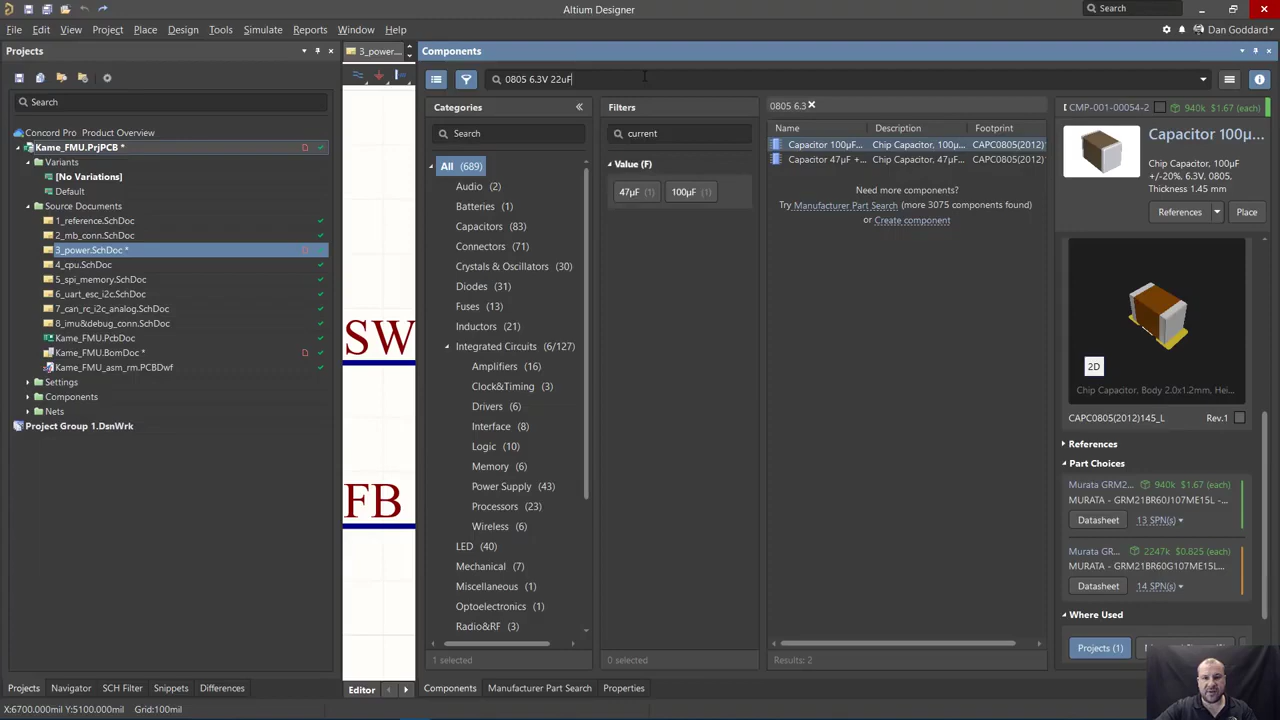 Altium Designer
Search
File Edit View Project Place Design Tools Simulate Reports Window Help
Dan Goddard
Projects
3_power....
Components
0805 6.3V 22uF
Search
Concord Pro Product Overview
Kame_FMU.PrjPCB *
Variants
[No Variations]
Default
Source Documents
1_reference.SchDoc
2_mb_conn.SchDoc
3_power.SchDoc *
4_cpu.SchDoc
5_spi_memory.SchDoc
6_uart_esc_i2c.SchDoc
7_can_rc_i2c_analog.SchDoc
8_imu&debug_conn.SchDoc
Kame_FMU.PcbDoc
Kame_FMU.BomDoc *
Kame_FMU_asm_rm.PCBDwf
Settings
Components
Nets
Project Group 1.DsnWrk
SW
FB
Editor
Categories
Search
All (689)
Audio (2)
Batteries (1)
Capacitors (83)
Connectors (71)
Crystals & Oscillators (30)
Diodes (31)
Fuses (13)
Inductors (21)
Integrated Circuits (6/127)
Amplifiers (16)
Clock&Timing (3)
Drivers (6)
Interface (8)
Logic (10)
Memory (6)
Power Supply (43)
Processors (23)
Wireless (6)
LED (40)
Mechanical (7)
Miscellaneous (1)
Optoelectronics (1)
Radio&RF (3)
1 selected
Filters
current
Value (F)
47µF (1) 100µF (1)
0 selected
0805 6.3
Name Description Footprint
Capacitor 100µF... Chip Capacitor, 100µ... CAPC0805(2012)
Capacitor 47µF +... Chip Capacitor, 47µF... CAPC0805(2012)
Need more components?
Try Manufacturer Part Search (more 3075 components found)
or Create component
Results: 2
CMP-001-00054-2 940k $1.67 (each)
Capacitor 100µ...
Chip Capacitor, 100µF
+/-20%, 6.3V, 0805,
Thickness 1.45 mm
References Place
2D
Chip Capacitor, Body 2.0x1.2mm, Hei...
CAPC0805(2012)145_L Rev.1
References
Part Choices
Murata GRM2... 940k $1.67 (each)
MURATA - GRM21BR60J107ME15L -...
Datasheet 13 SPN(s)
Murata GR... 2247k $0.825 (each)
MURATA - GRM21BR60G107ME15L...
Datasheet 14 SPN(s)
Where Used
Projects (1)
Projects Navigator SCH Filter Snippets Differences
Components Manufacturer Part Search Properties
X:6700.000mil Y:5100.000mil Grid:100mil